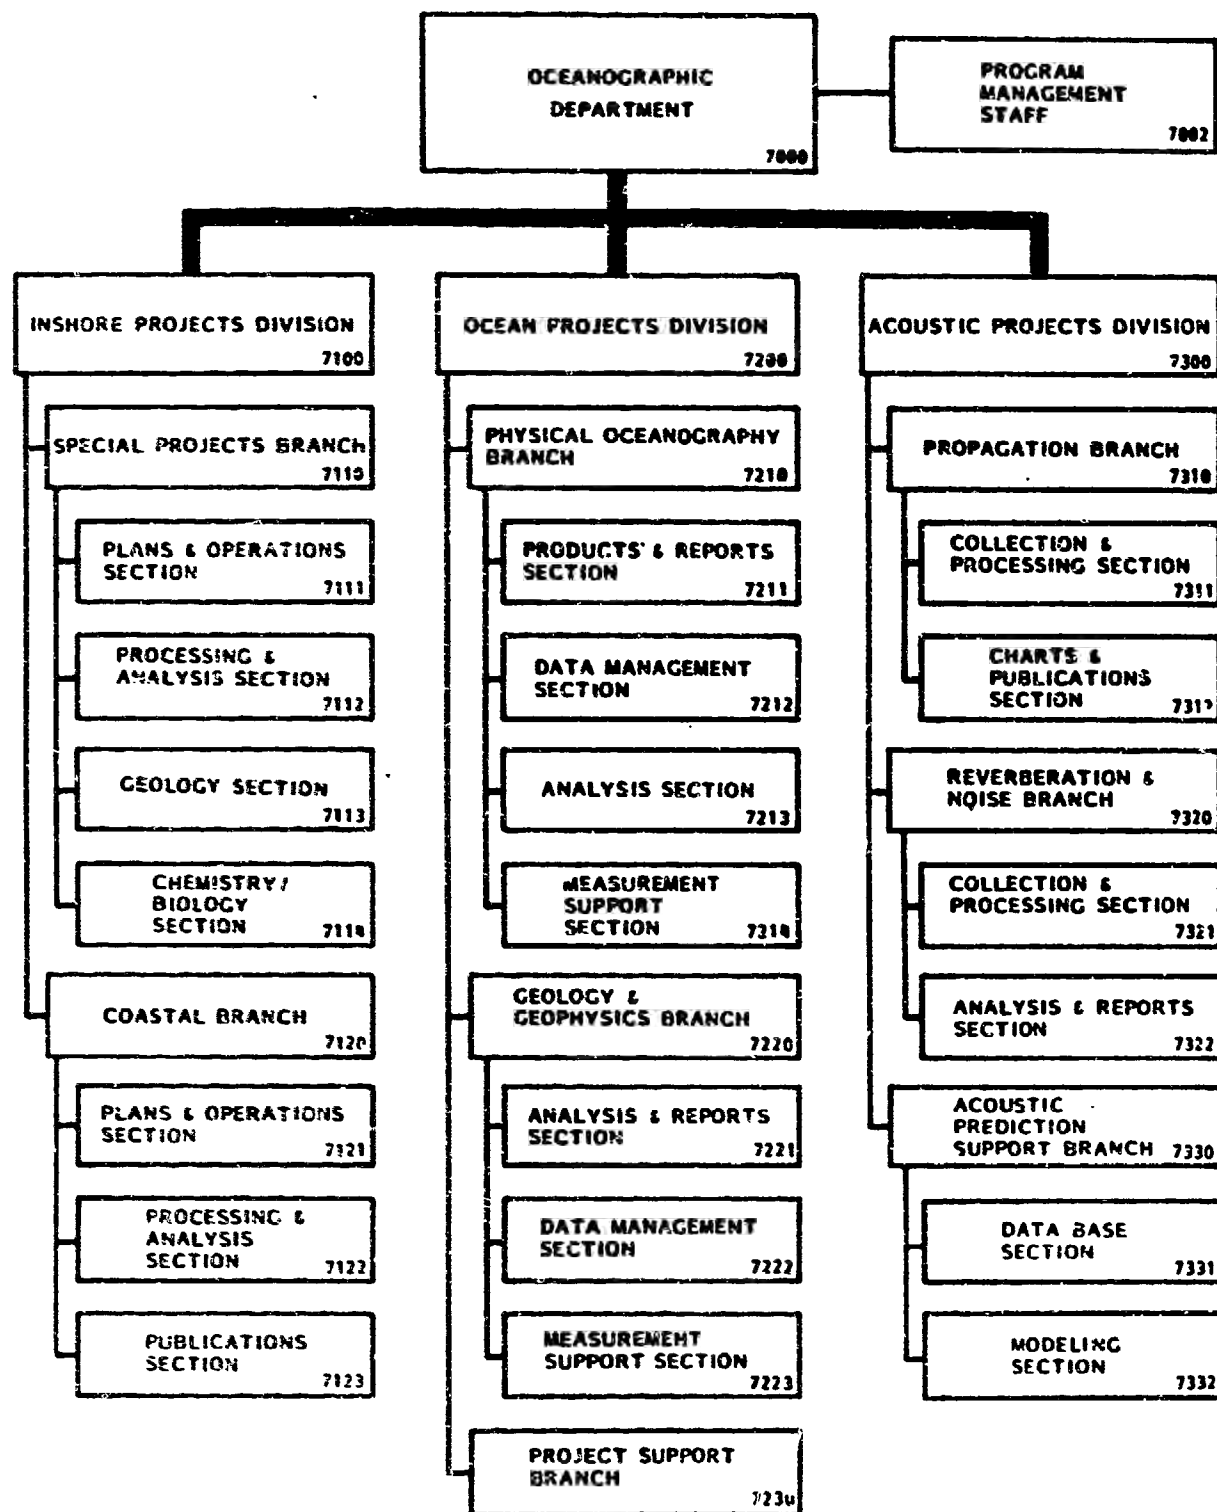 OCEANOGRAPHIC
DEPARTMENT
7000
PROGRAM
MANAGEMENT
STAFF
7002
INSHORE PROJECTS DIVISION
7100
SPECIAL PROJECTS BRANCH
7110
PLANS & OPERATIONS
SECTION
7111
PROCESSING &
ANALYSIS SECTION
7112
GEOLOGY SECTION
7113
CHEMISTRY/
BIOLOGY
SECTION
7114
COASTAL BRANCH
7120
PLANS & OPERATIONS
SECTION
7121
PROCESSING &
ANALYSIS
SECTION
7122
PUBLICATIONS
SECTION
7123
OCEAN PROJECTS DIVISION
7200
PHYSICAL OCEANOGRAPHY
BRANCH
7210
PRODUCTS & REPORTS
SECTION
7211
DATA MANAGEMENT
SECTION
7212
ANALYSIS SECTION
7213
MEASUREMENT
SUPPORT
SECTION
7214
GEOLOGY &
GEOPHYSICS BRANCH
7220
ANALYSIS & REPORTS
SECTION
7221
DATA MANAGEMENT
SECTION
7222
MEASUREMENT
SUPPORT SECTION
7223
PROJECT SUPPORT
BRANCH
7230
ACOUSTIC PROJECTS DIVISION
7300
PROPAGATION BRANCH
7310
COLLECTION &
PROCESSING SECTION
7311
CHARTS &
PUBLICATIONS
SECTION
7312
REVERBERATION &
NOISE BRANCH
7320
COLLECTION &
PROCESSING SECTION
7321
ANALYSIS & REPORTS
SECTION
7322
ACOUSTIC
PREDICTION
SUPPORT BRANCH 7330
DATA BASE
SECTION
7331
MODELING
SECTION
7332